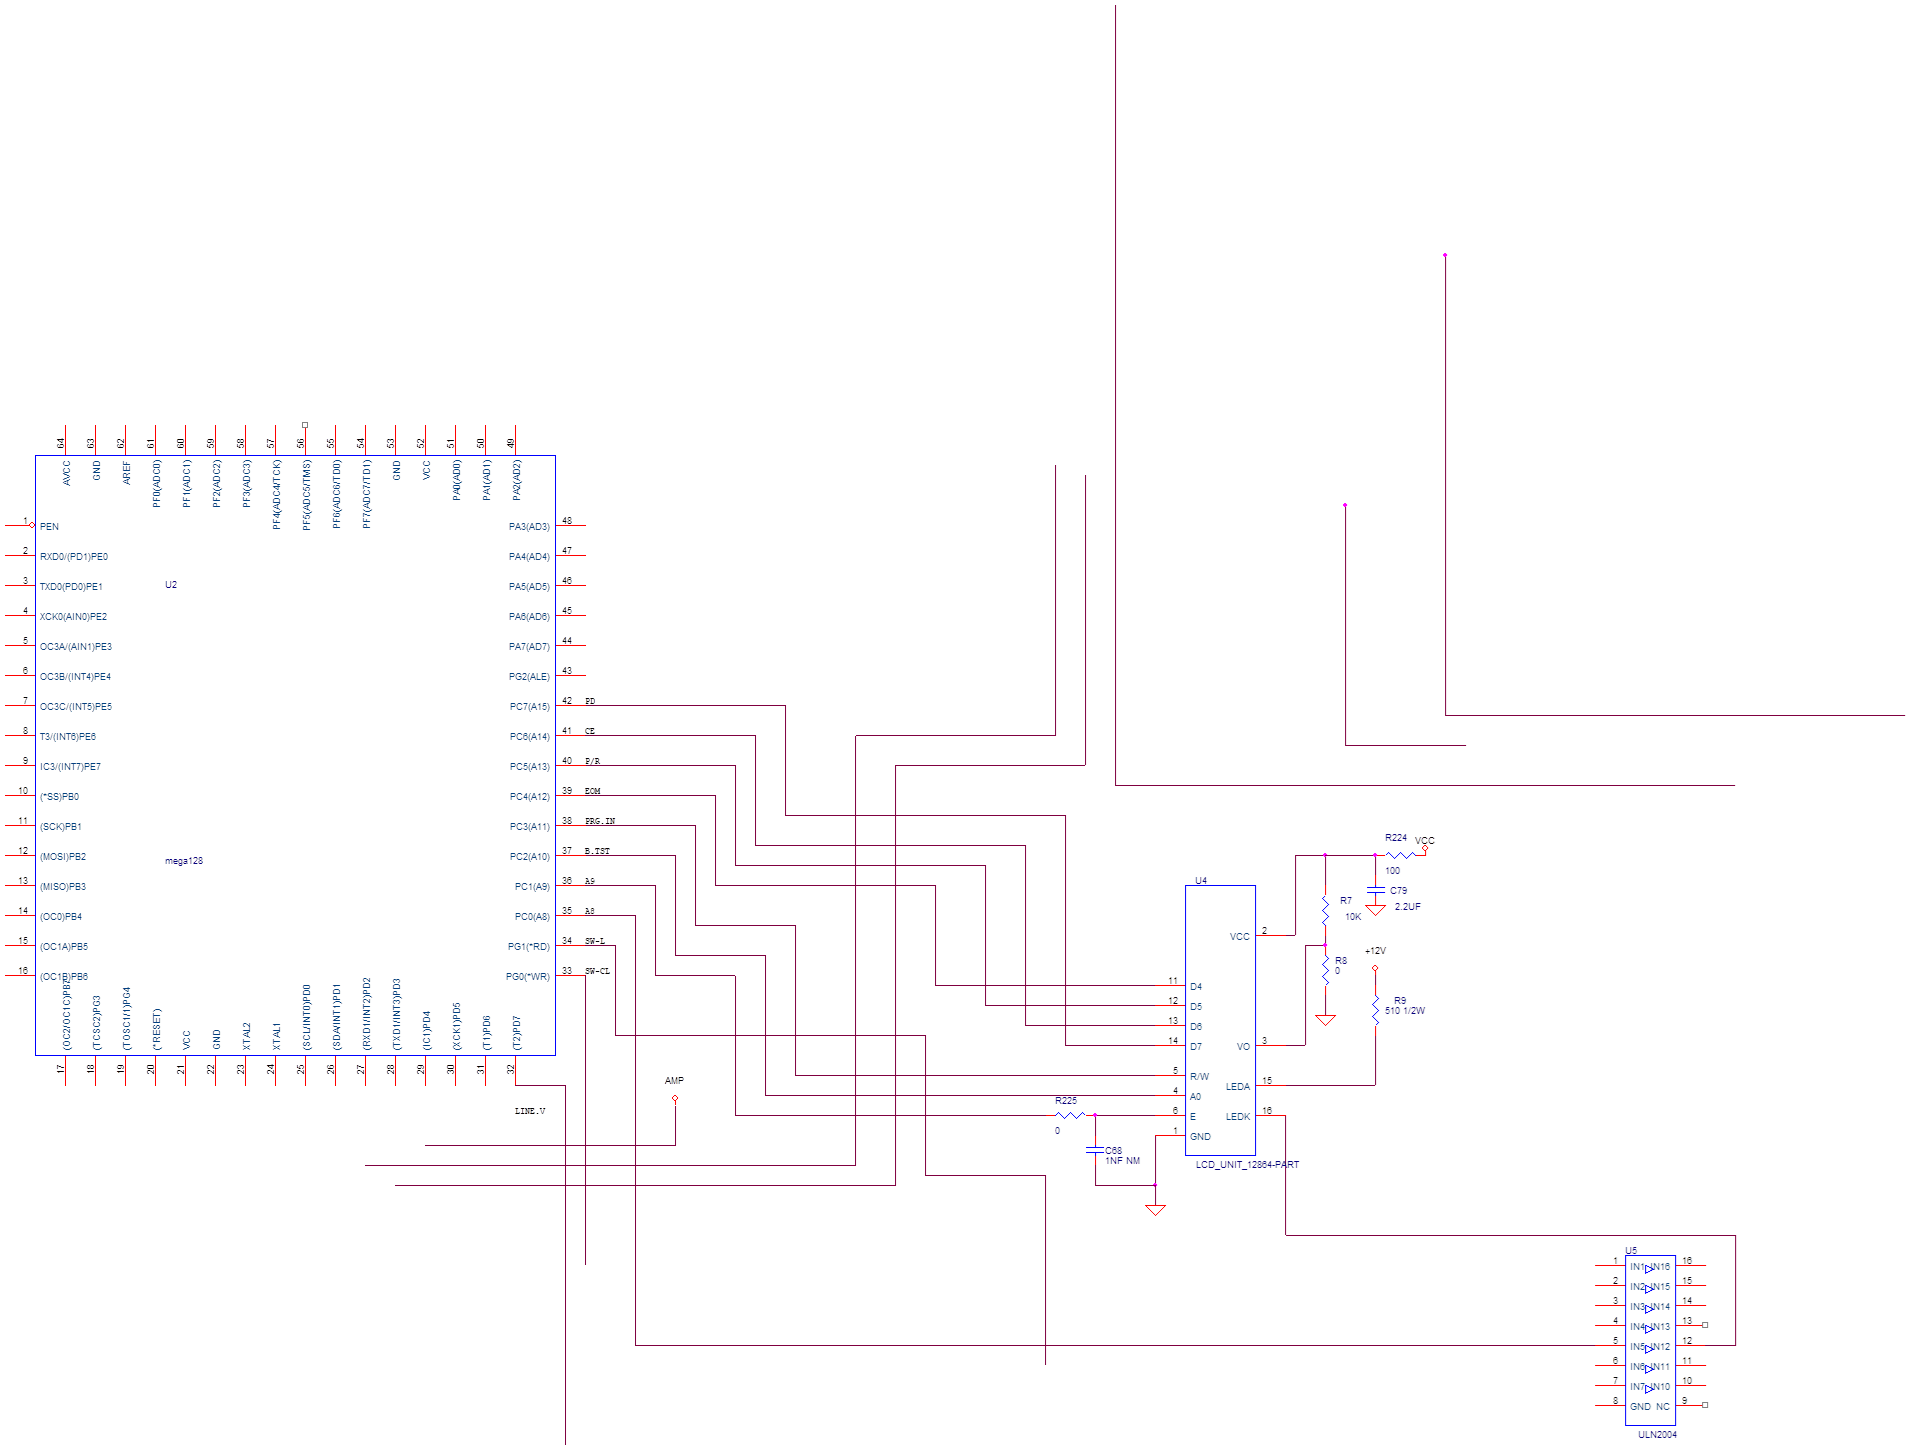 64 63 62 61 60 59 58 57 56 55 54 53 52 51 50 49
AVCC
GND
AREF
PF0(ADC0)
PF1(ADC1)
PF2(ADC2)
PF3(ADC3)
PF4(ADC4/TCK)
PF5(ADC5/TMS)
PF6(ADC6/TD0)
PF7(ADC7/TD1)
GND
VCC
PA0(AD0)
PA1(AD1)
PA2(AD2)
1 PEN
2 RXD0/(PD1)PE0
3 TXD0(PD0)PE1
4 XCK0(AIN0)PE2
5 OC3A/(AIN1)PE3
6 OC3B/(INT4)PE4
7 OC3C/(INT5)PE5
8 T3/(INT6)PE6
9 IC3/(INT7)PE7
10 (*SS)PB0
11 (SCK)PB1
12 (MOSI)PB2
13 (MISO)PB3
14 (OC0)PB4
15 (OC1A)PB5
16 (OC1B)PB6
U2
mega128
PA3(AD3) 48
PA4(AD4) 47
PA5(AD5) 46
PA6(AD6) 45
PA7(AD7) 44
PG2(ALE) 43
PC7(A15) 42 PD
PC6(A14) 41 CE
PC5(A13) 40 P/R
PC4(A12) 39 EOM
PC3(A11) 38 PRG.IN
PC2(A10) 37 B.TST
PC1(A9) 36 A9
PC0(A8) 35 A8
PG1(*RD) 34 SW-L
PG0(*WR) 33 SW-CL
(OC2/OC1C)PB7
(TCSC2)PG3
(TOSC1/1)PG4
(*RESET)
VCC
GND
XTAL2
XTAL1
(SCL/INT0)PD0
(SDA/INT1)PD1
(RXD1/INT2)PD2
(TXD1/INT3)PD3
(IC1)PD4
(XCK1)PD5
(T1)PD6
(T2)PD7
17 18 19 20 21 22 23 24 25 26 27 28 29 30 31 32
LINE.V
AMP
R224
VCC
100
C79
2.2UF
R7
10K
+12V
R8
0
R9
510 1/2W
U4
VCC 2
11 D4
12 D5
13 D6
14 D7
VO 3
5 R/W
LEDA 15
4 A0
R225
0
6 E
LEDK 16
1 GND
C68
1NF NM
LCD_UNIT_12864-PART
U5
1 IN1 IN16 16
2 IN2 IN15 15
3 IN3 IN14 14
4 IN4 IN13 13
5 IN5 IN12 12
6 IN6 IN11 11
7 IN7 IN10 10
8 GND NC 9
ULN2004